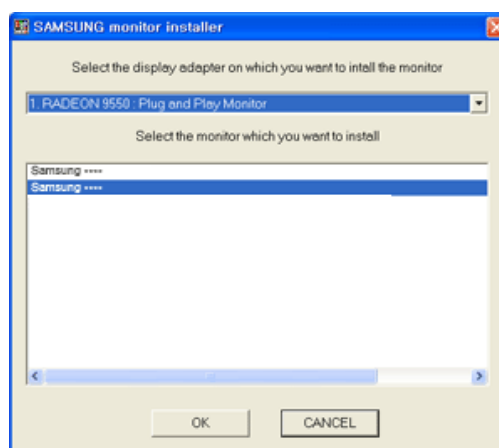 SAMSUNG monitor installer
Select the display adapter on which you want to intall the monitor
1. RADEON 9550 : Plug and Play Monitor
Select the monitor which you want to install
Samsung ----
Samsung ----
OK
CANCEL